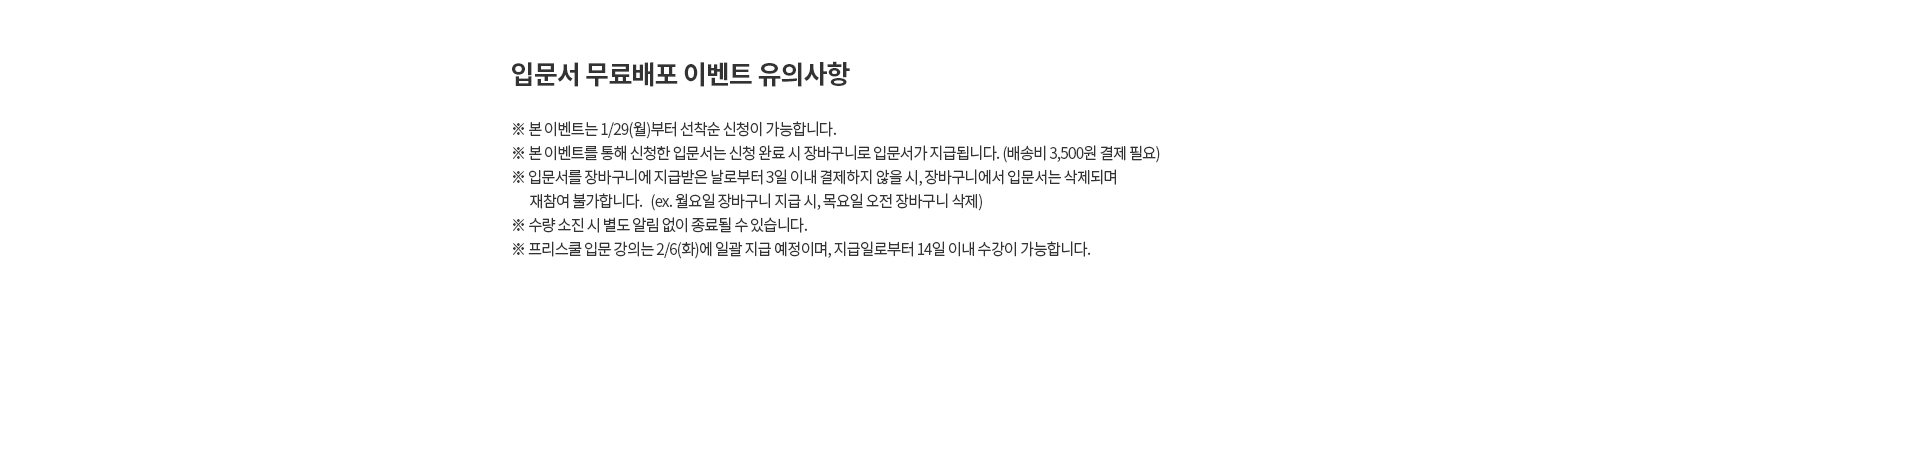 입문서 무료배포 이벤트 유의사항
※ 본 이벤트는 1/29(월)부터 선착순 신청이 가능합니다.
※ 본 이벤트를 통해 신청한 입문서는 신청 완료 시 장바구니로 입문서가 지급됩니다. (배송비 3,500원 결제 필요)
※ 입문서를 장바구니에 지급받은 날로부터 3일 이내 결제하지 않을 시, 장바구니에서 입문서는 삭제되며
재참여 불가합니다. (ex. 월요일 장바구니 지급 시, 목요일 오전 장바구니 삭제)
※ 수량 소진 시 별도 알림 없이 종료될 수 있습니다.
※ 프리스쿨 입문 강의는 2/6(화)에 일괄 지급 예정이며, 지급일로부터 14일 이내 수강이 가능합니다.